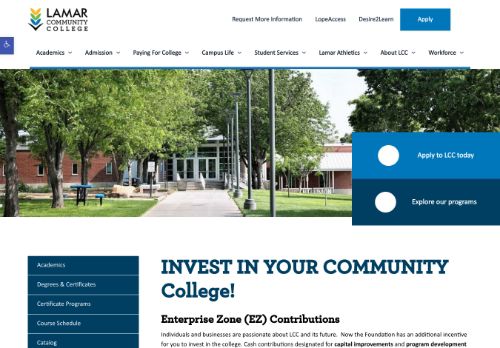 LAMAR
COMMUNITY
COLLEGE
Request More Information LopeAccess Desire2Learn Apply
Academics Admission Paying For College Campus Life Student Services Lamar Athletics About LCC Workforce
Apply to LCC today
Explore our programs
Academics
Degrees & Certificates
Certificate Programs
Course Schedule
Catalog
INVEST IN YOUR COMMUNITY
College!
Enterprise Zone (EZ) Contributions
Individuals and businesses are passionate about LCC and its future. Now the Foundation has an additional incentive
for you to invest in the college. Cash contributions designated for capital improvements and program development